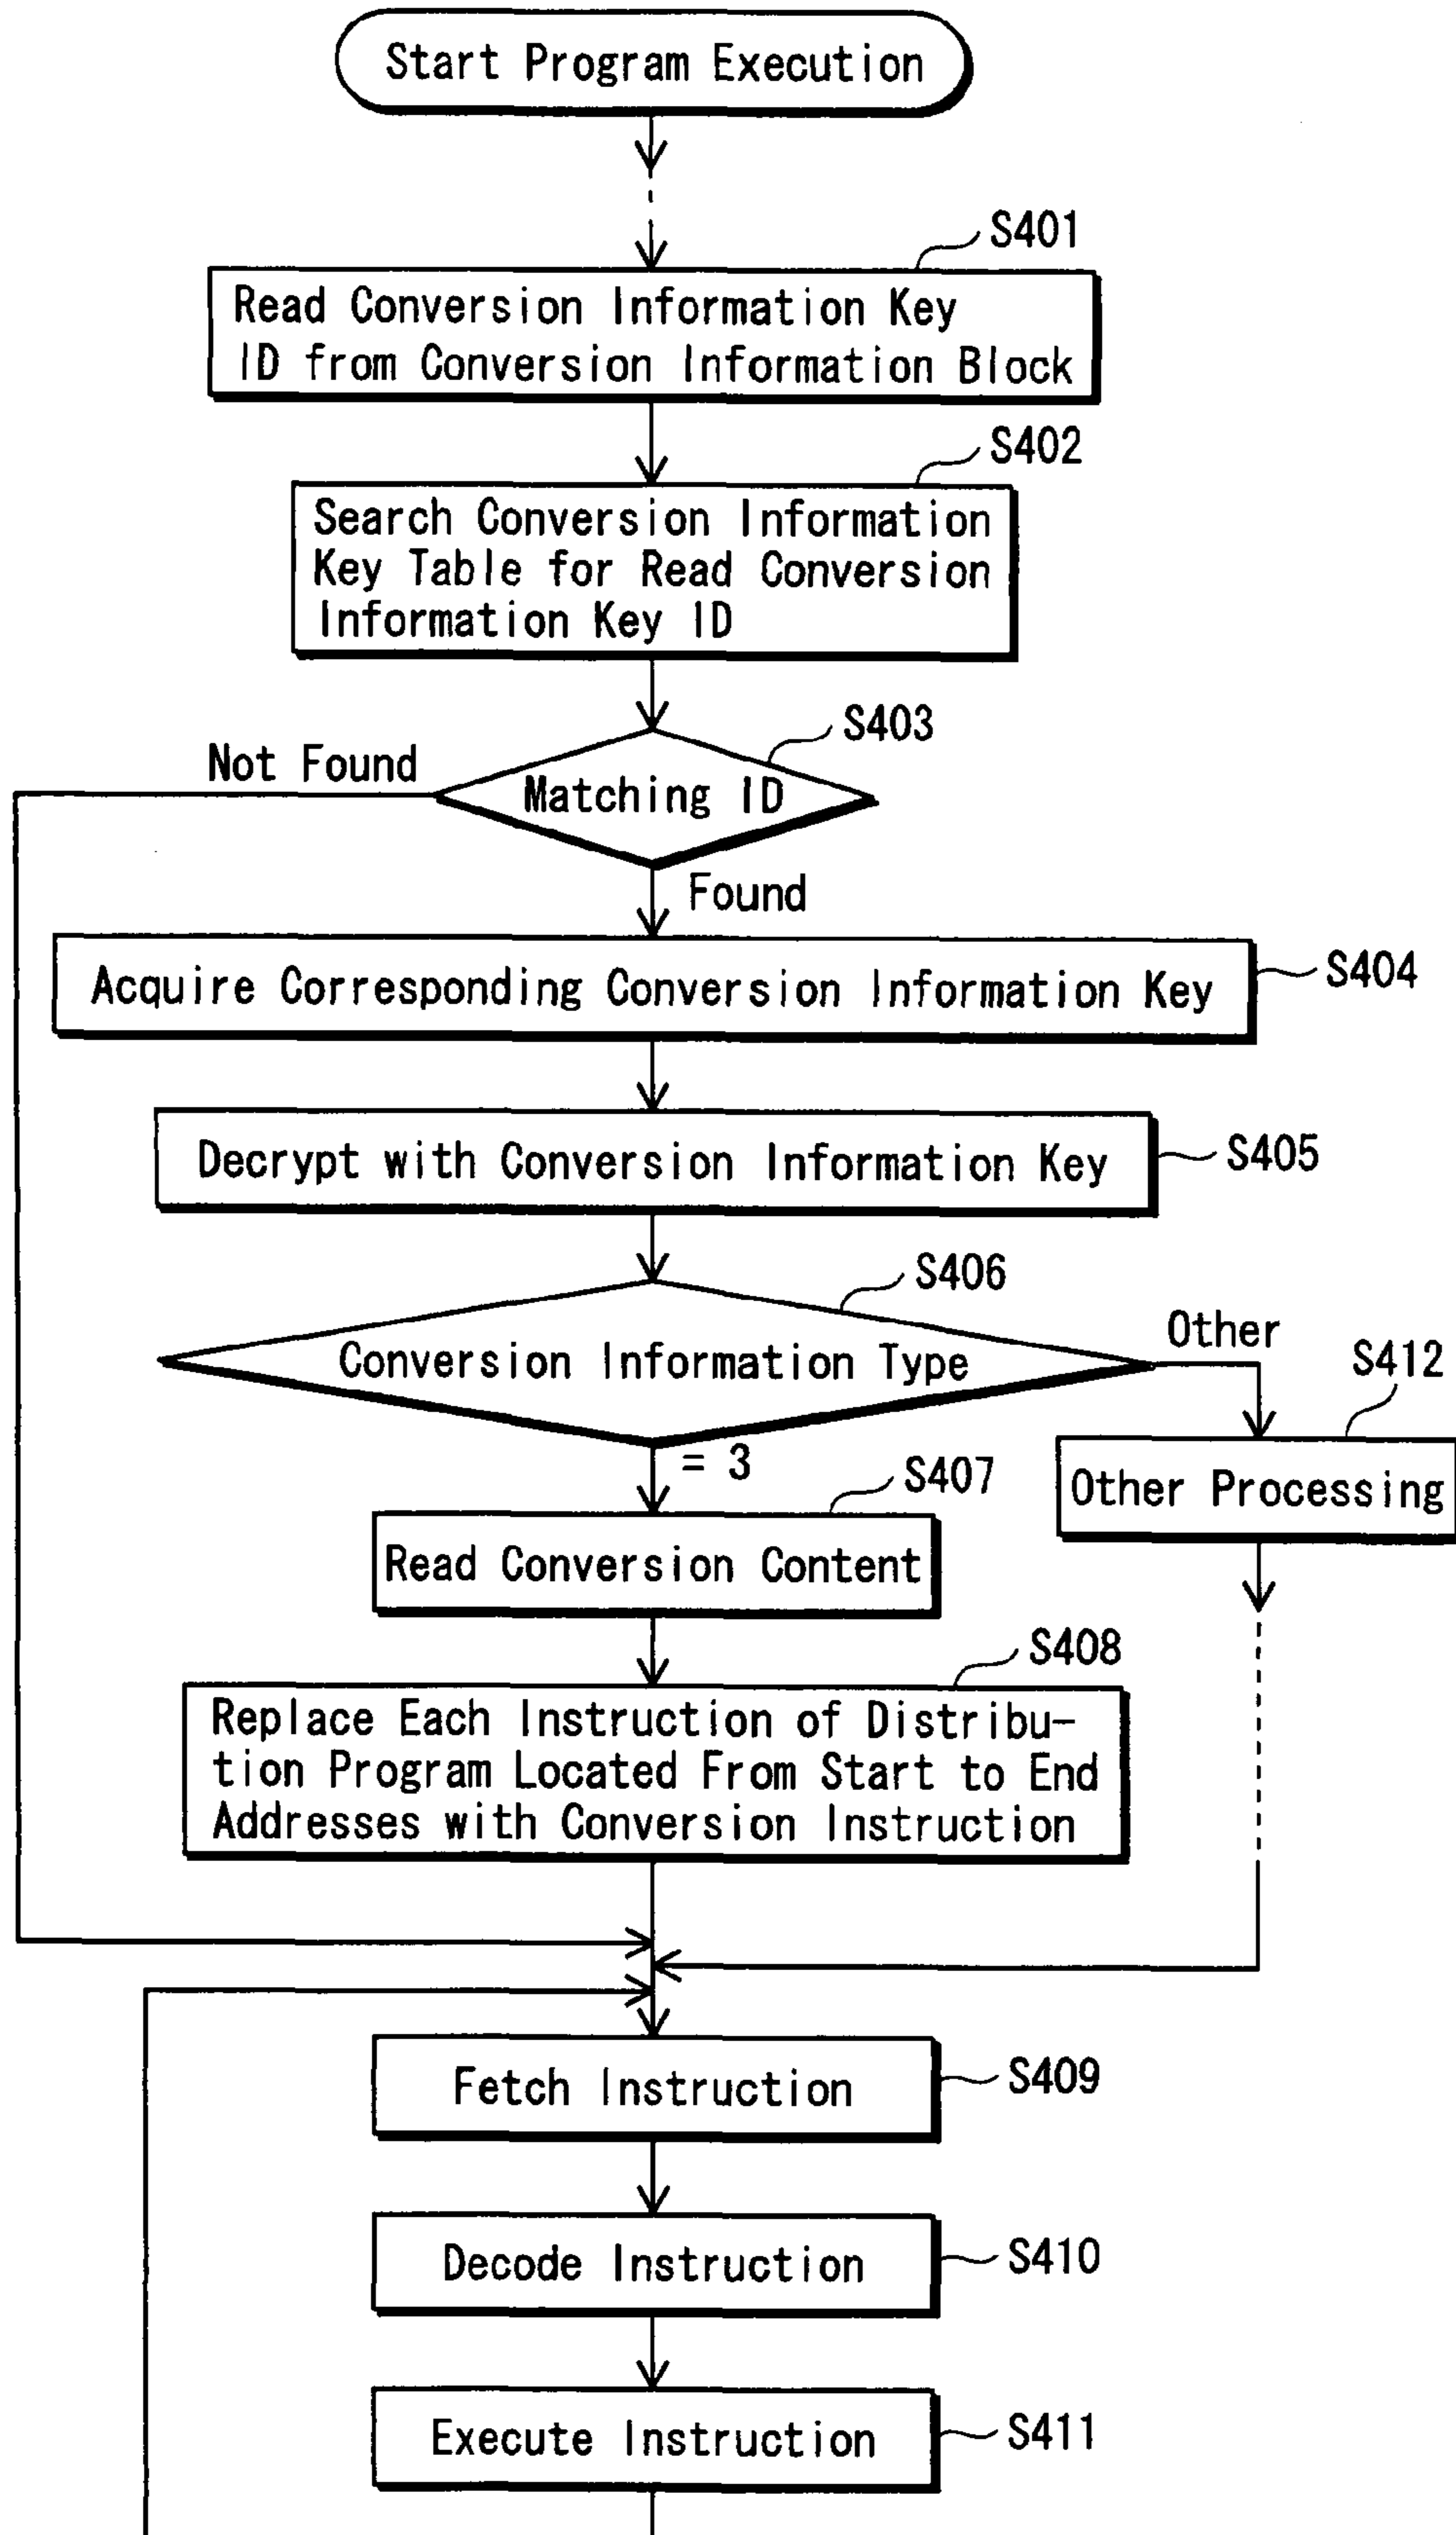 Start Program Execution
S401
Read Conversion Information Key
ID from Conversion Information Block
S402
Search Conversion Information
Key Table for Read Conversion
Information Key ID
S403
Not Found
Matching ID
Found
Acquire Corresponding Conversion Information Key
S404
Decrypt with Conversion Information Key
S405
S406
Other
Conversion Information Type
S412
= 3
S407
Other Processing
Read Conversion Content
S408
Replace Each Instruction of Distribu-
tion Program Located From Start to End
Addresses with Conversion Instruction
Fetch Instruction
S409
Decode Instruction
S410
Execute Instruction
S411